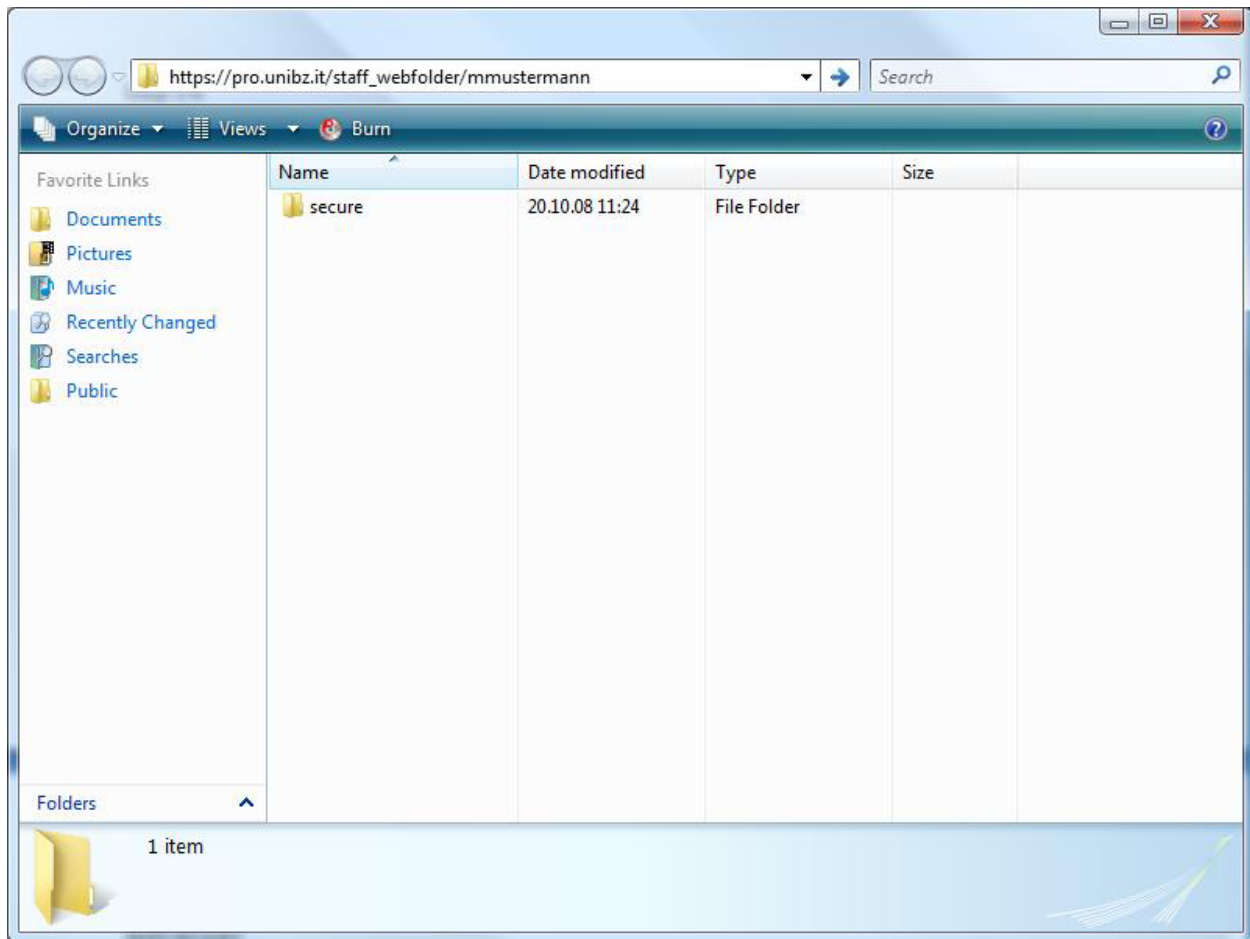 https://pro.unibz.it/staff_webfolder/mmustermann
Search
Organize Views Burn
Favorite Links
Documents
Pictures
Music
Recently Changed
Searches
Public
Folders
Name Date modified Type Size
secure 20.10.08 11:24 File Folder
1 item